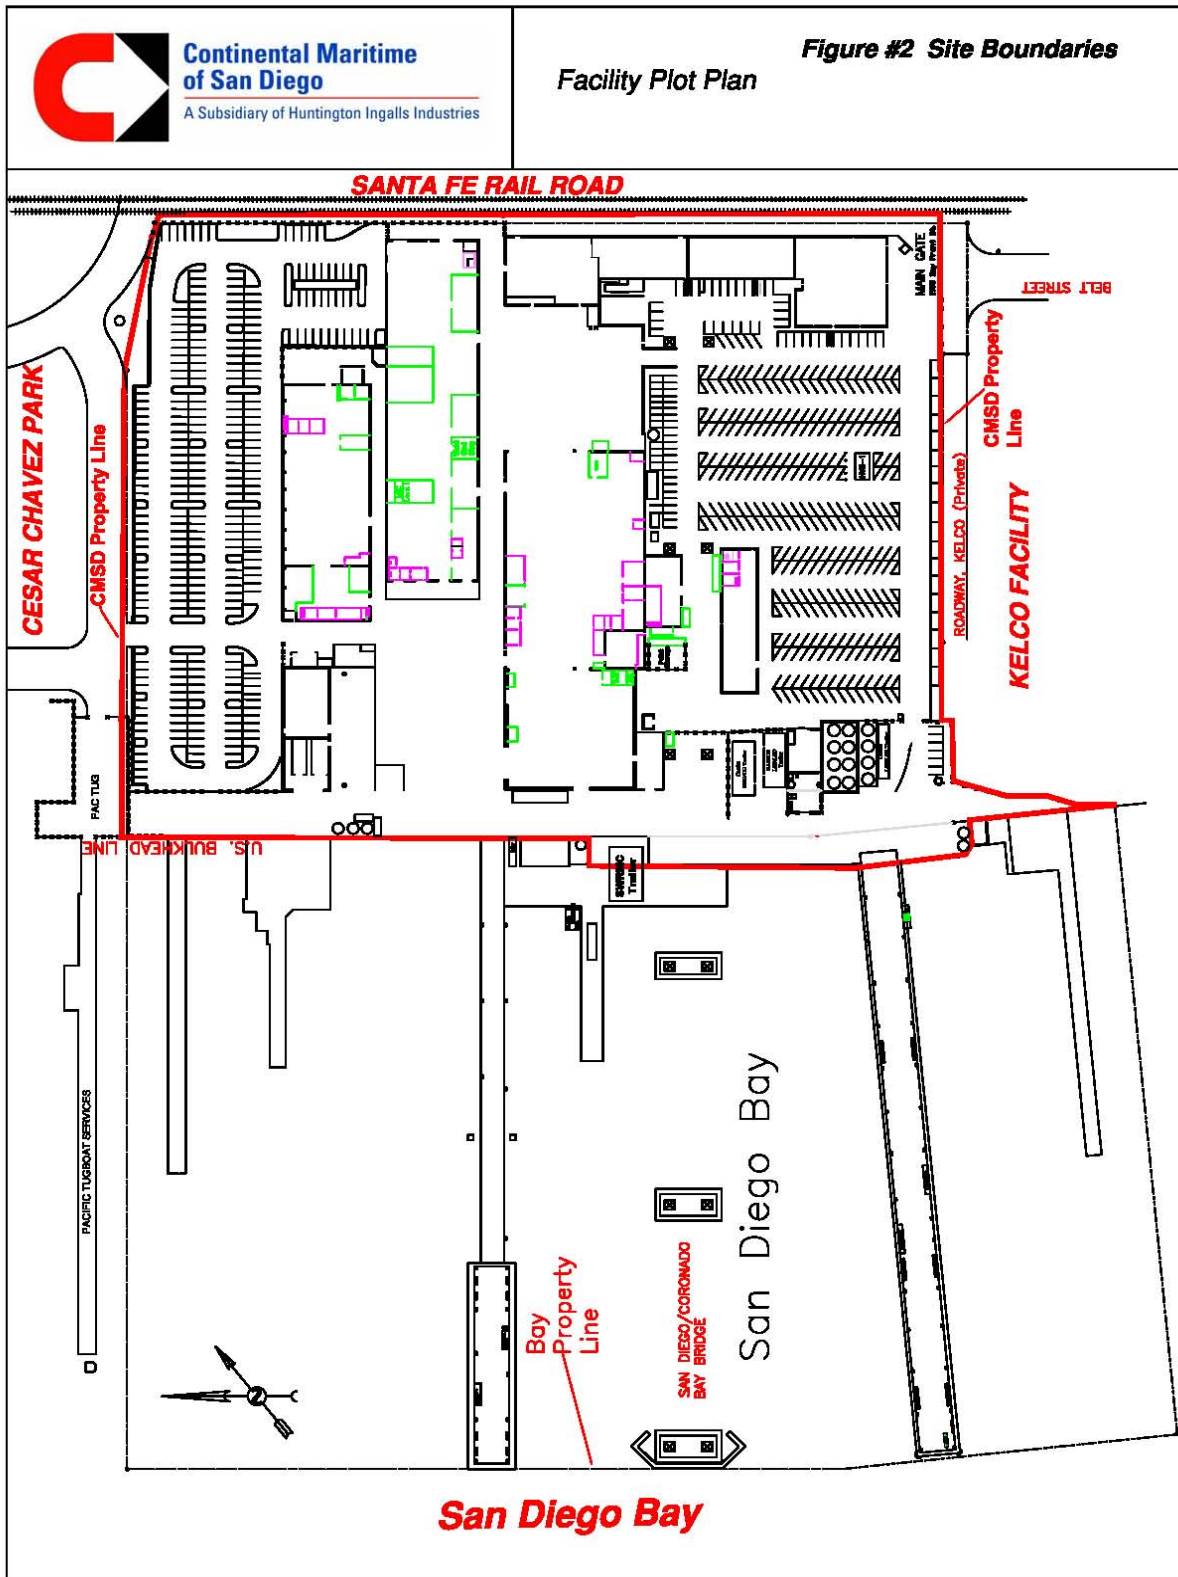 Continental Maritime
of San Diego
A Subsidiary of Huntington Ingalls Industries
Figure #2 Site Boundaries
Facility Plot Plan
SANTA FE RAIL ROAD
MAIN GATE
BELT STREET
CMSD Property
Line
ROADWAY, KELCO (Private)
KELCO FACILITY
CESAR CHAVEZ PARK
CMSD Property Line
PAC TUG
U.S. BULKHEAD LINE
SWRMC
Trailer
PACIFIC TUGBOAT SERVICES
San Diego Bay
Bay
Property
Line
SAN DIEGO/CORONADO
BAY BRIDGE
San Diego Bay